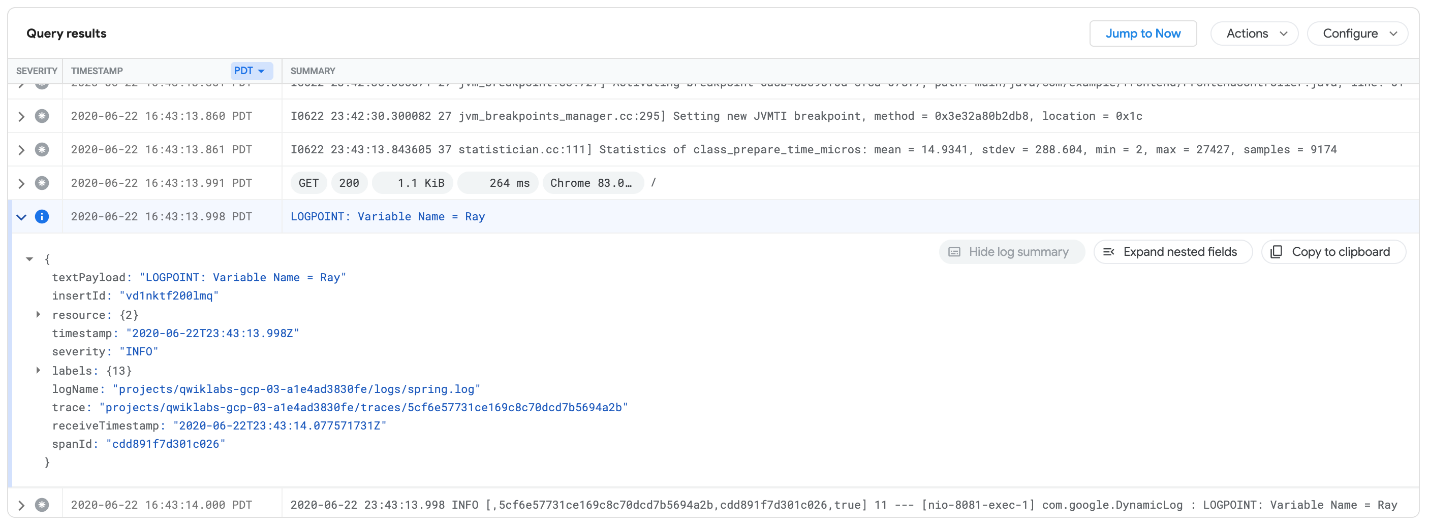 Query results
Jump to Now
Actions
Configure
SEVERITY TIMESTAMP PDT SUMMARY
2020-06-22 16:43:13.860 PDT I0622 23:42:30.300082 27 jvm_breakpoints_manager.cc:295] Setting new JVMTI breakpoint, method = 0x3e32a80b2db8, location = 0x1c
2020-06-22 16:43:13.861 PDT I0622 23:43:13.843605 37 statistician.cc:111] Statistics of class_prepare_time_micros: mean = 14.9341, stdev = 288.604, min = 2, max = 27427, samples = 9174
2020-06-22 16:43:13.991 PDT GET 200 1.1 KiB 264 ms Chrome 83.0… /
2020-06-22 16:43:13.998 PDT LOGPOINT: Variable Name = Ray
Hide log summary
Expand nested fields
Copy to clipboard
{
textPayload: "LOGPOINT: Variable Name = Ray"
insertId: "vd1nktf200lmq"
resource: {2}
timestamp: "2020-06-22T23:43:13.998Z"
severity: "INFO"
labels: {13}
logName: "projects/qwiklabs-gcp-03-a1e4ad3830fe/logs/spring.log"
trace: "projects/qwiklabs-gcp-03-a1e4ad3830fe/traces/5cf6e57731ce169c8c70dcd7b5694a2b"
receiveTimestamp: "2020-06-22T23:43:14.077571731Z"
spanId: "cdd891f7d301c026"
}
2020-06-22 16:43:14.000 PDT 2020-06-22 23:43:13.998 INFO [,5cf6e57731ce169c8c70dcd7b5694a2b,cdd891f7d301c026,true] 11 --- [nio-8081-exec-1] com.google.DynamicLog : LOGPOINT: Variable Name = Ray